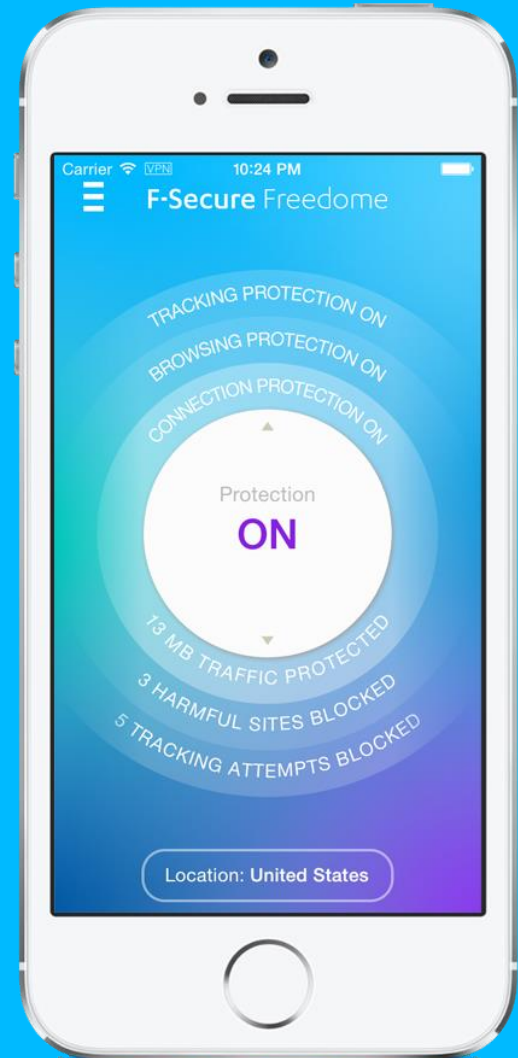 Carrier VPN 10:24 PM
F-Secure Freedome
TRACKING PROTECTION ON
BROWSING PROTECTION ON
CONNECTION PROTECTION ON
Protection
ON
13 MB TRAFFIC PROTECTED
3 HARMFUL SITES BLOCKED
5 TRACKING ATTEMPTS BLOCKED
Location: United States